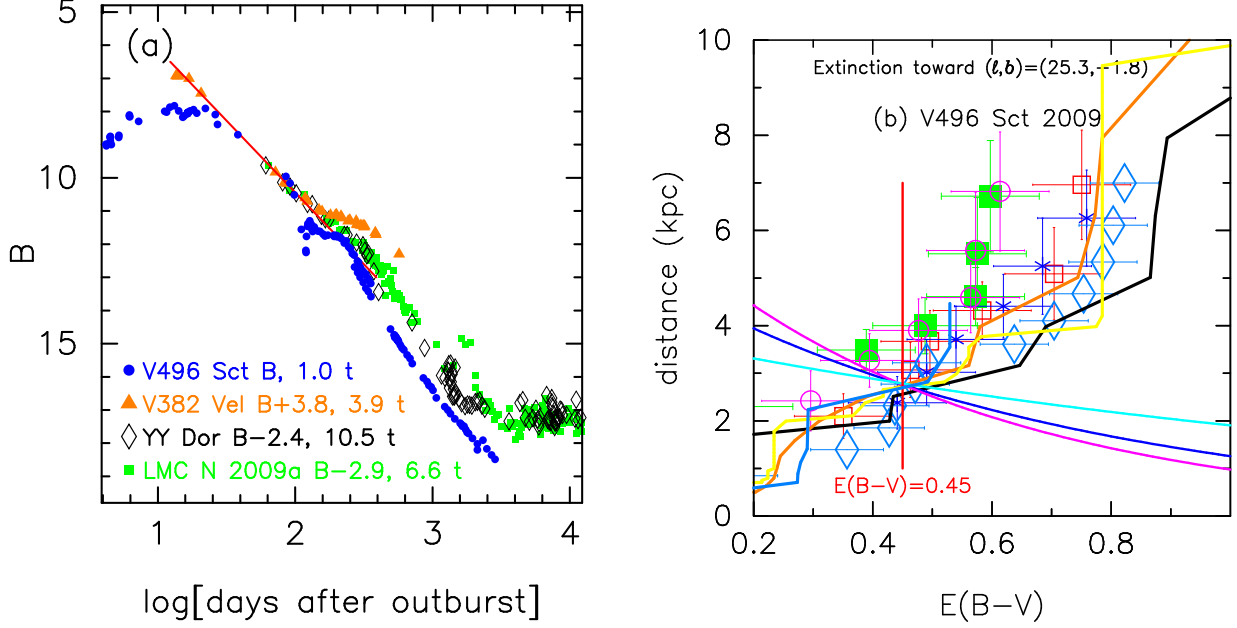 5
10
15
B
(a)
V496 Sct B, 1.0 t
V382 Vel B+3.8, 3.9 t
YY Dor B−2.4, 10.5 t
LMC N 2009a B−2.9, 6.6 t
1
2
3
4
log[days after outburst]
10
8
6
4
2
0
distance (kpc)
Extinction toward (l,b)=(25.3,−1.8)
(b) V496 Sct 2009
E(B−V)=0.45
0.2
0.4
0.6
0.8
E(B−V)